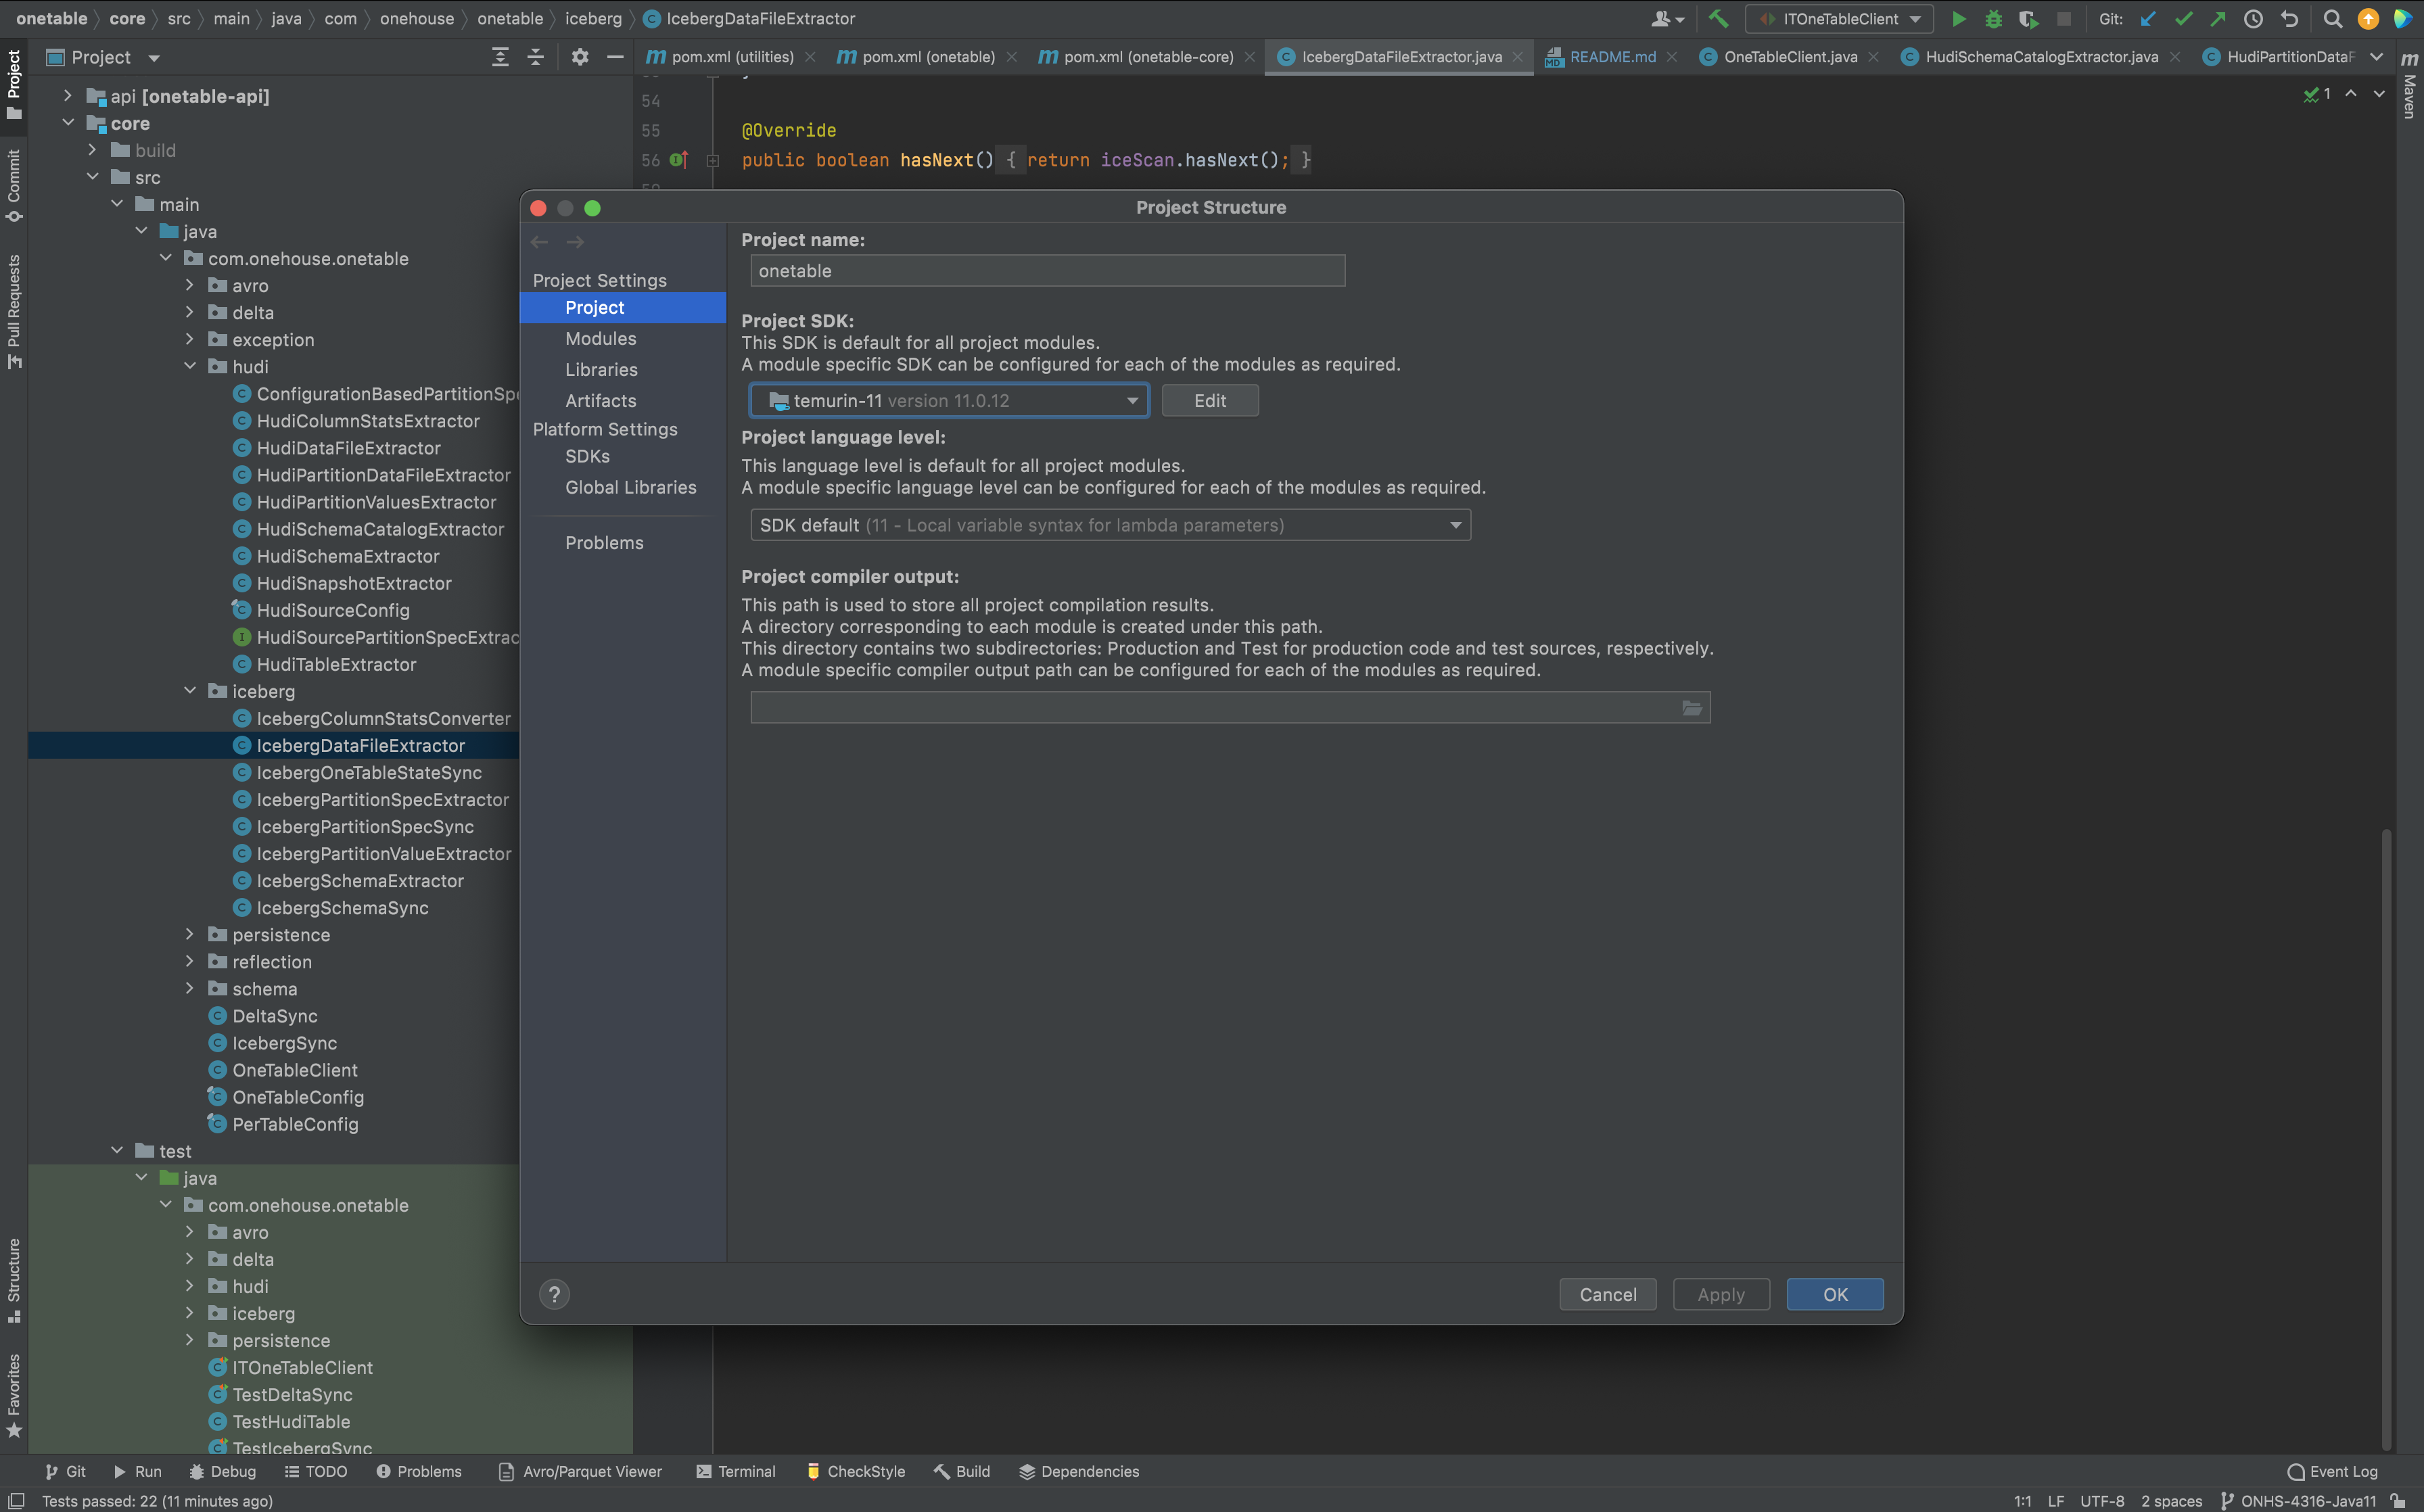 onetable
core
src
main
java
com
onehouse
onetable
iceberg
IcebergDataFileExtractor
ITOneTableClient
Git:
Project
pom.xml (utilities)
pom.xml (onetable)
pom.xml (onetable-core)
IcebergDataFileExtractor.java
README.md
OneTableClient.java
HudiSchemaCatalogExtractor.java
HudiPartitionDataF
Project
Commit
Pull Requests
Structure
Favorites
Maven
api [onetable-api]
core
build
src
main
java
com.onehouse.onetable
avro
delta
exception
hudi
ConfigurationBasedPartitionSpe
HudiColumnStatsExtractor
HudiDataFileExtractor
HudiPartitionDataFileExtractor
HudiPartitionValuesExtractor
HudiSchemaCatalogExtractor
HudiSchemaExtractor
HudiSnapshotExtractor
HudiSourceConfig
HudiSourcePartitionSpecExtrac
HudiTableExtractor
iceberg
IcebergColumnStatsConverter
IcebergDataFileExtractor
IcebergOneTableStateSync
IcebergPartitionSpecExtractor
IcebergPartitionSpecSync
IcebergPartitionValueExtractor
IcebergSchemaExtractor
IcebergSchemaSync
persistence
reflection
schema
DeltaSync
IcebergSync
OneTableClient
OneTableConfig
PerTableConfig
test
java
com.onehouse.onetable
avro
delta
hudi
iceberg
persistence
ITOneTableClient
TestDeltaSync
TestHudiTable
TestIcebergSync
54
55 @Override
56 public boolean hasNext() { return iceScan.hasNext(); }
1
Project Structure
Project Settings
Project
Modules
Libraries
Artifacts
Platform Settings
SDKs
Global Libraries
Problems
Project name:
onetable
Project SDK:
This SDK is default for all project modules.
A module specific SDK can be configured for each of the modules as required.
temurin-11 version 11.0.12
Edit
Project language level:
This language level is default for all project modules.
A module specific language level can be configured for each of the modules as required.
SDK default (11 - Local variable syntax for lambda parameters)
Project compiler output:
This path is used to store all project compilation results.
A directory corresponding to each module is created under this path.
This directory contains two subdirectories: Production and Test for production code and test sources, respectively.
A module specific compiler output path can be configured for each of the modules as required.
?
Cancel
Apply
OK
Git
Run
Debug
TODO
Problems
Avro/Parquet Viewer
Terminal
CheckStyle
Build
Dependencies
Event Log
Tests passed: 22 (11 minutes ago)
1:1
LF
UTF-8
2 spaces
ONHS-4316-Java11